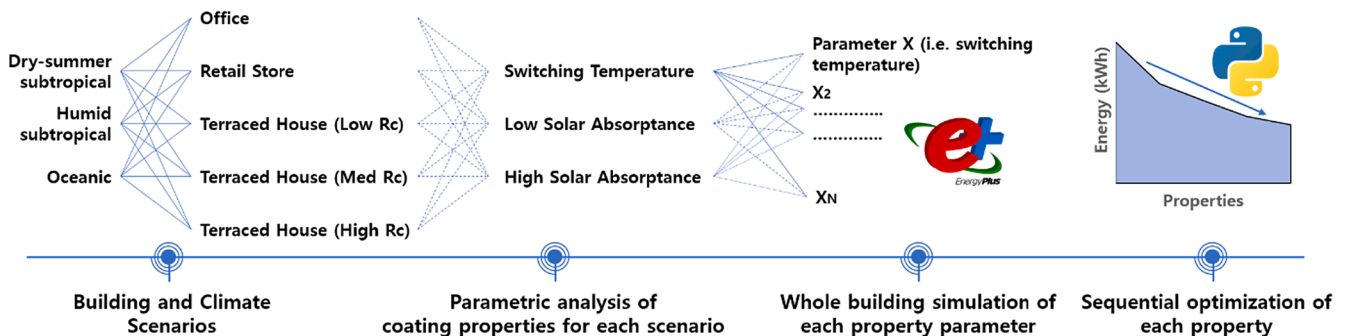 Office
Dry-summer
subtropical
Retail Store
Humid
subtropical
Terraced House (Low Rc)
Oceanic
Terraced House (Med Rc)
Terraced House (High Rc)
Switching Temperature
Low Solar Absorptance
High Solar Absorptance
Parameter X (i.e. switching
temperature)
X2
.............
.............
XN
e+
EnergyPlus
Energy (kWh)
Properties
Building and Climate
Scenarios
Parametric analysis of
coating properties for each scenario
Whole building simulation of
each property parameter
Sequential optimization of
each property